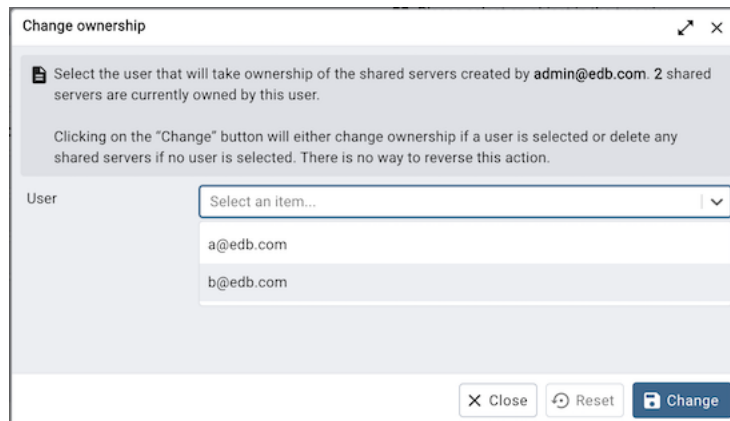 Change ownership
Select the user that will take ownership of the shared servers created by admin@edb.com. 2 shared
servers are currently owned by this user.
Clicking on the “Change” button will either change ownership if a user is selected or delete any
shared servers if no user is selected. There is no way to reverse this action.
User
Select an item...
a@edb.com
b@edb.com
Close
Reset
Change